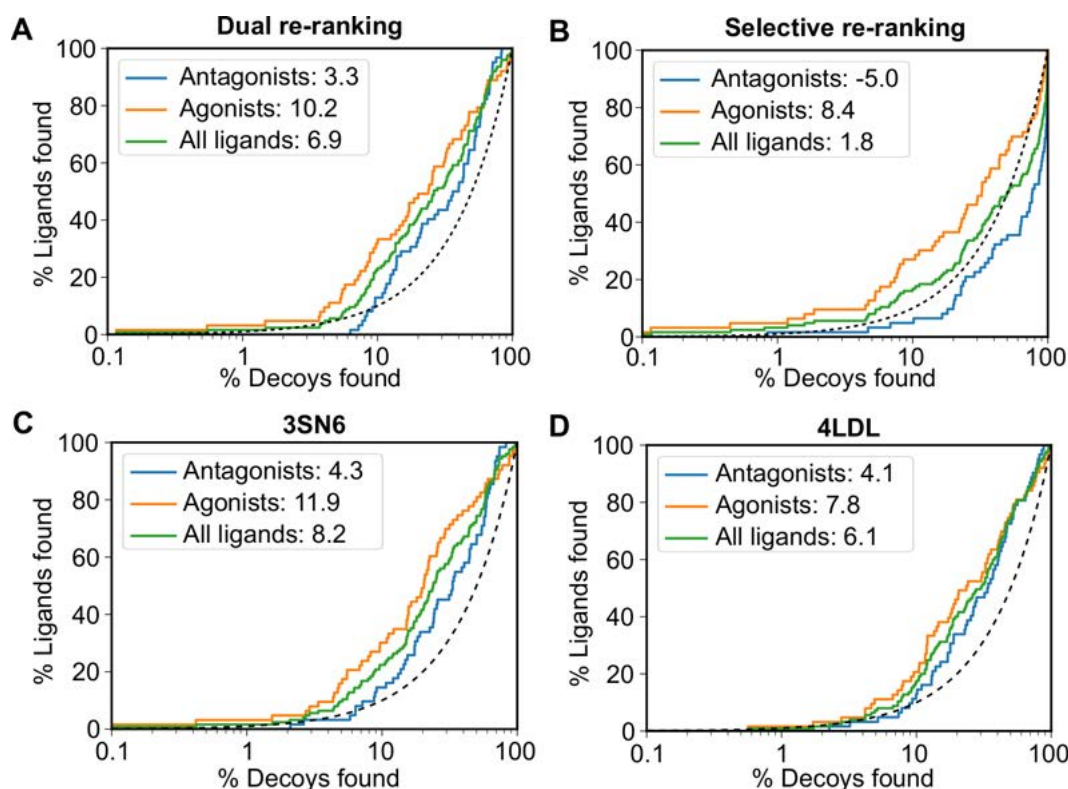 A
Dual re-ranking
100
80
60
40
20
0
% Ligands found
Antagonists: 3.3
Agonists: 10.2
All ligands: 6.9
0.1
1
10
100
% Decoys found
B
Selective re-ranking
100
80
60
40
20
0
% Ligands found
Antagonists: -5.0
Agonists: 8.4
All ligands: 1.8
0.1
1
10
100
% Decoys found
C
3SN6
100
80
60
40
20
0
% Ligands found
Antagonists: 4.3
Agonists: 11.9
All ligands: 8.2
0.1
1
10
100
% Decoys found
D
4LDL
100
80
60
40
20
0
% Ligands found
Antagonists: 4.1
Agonists: 7.8
All ligands: 6.1
0.1
1
10
100
% Decoys found